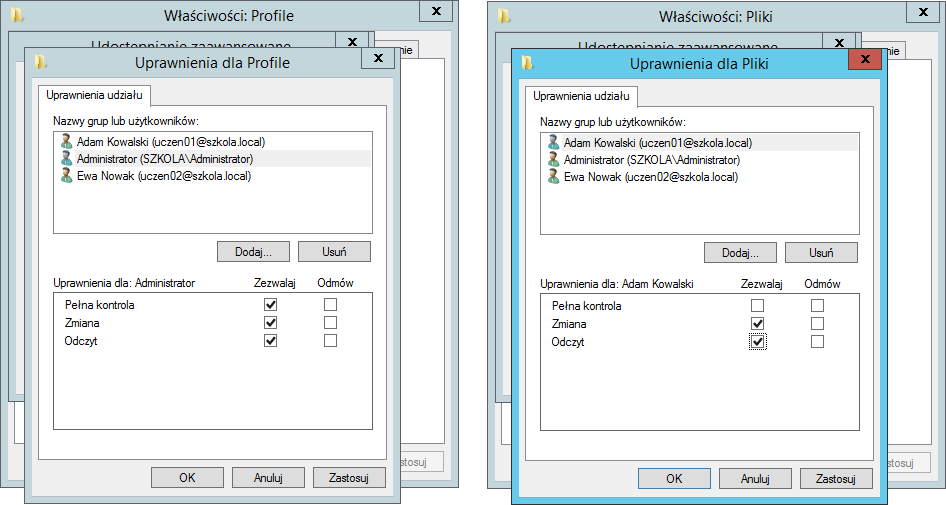 Właściwości: Profile
x
Udostępnianie zaawansowane
x
Uprawnienia dla Profile
x
Uprawnienia udziału
Nazwy grup lub użytkowników:
Adam Kowalski (uczen01@szkola.local)
Administrator (SZKOLA\Administrator)
Ewa Nowak (uczen02@szkola.local)
Dodaj... Usuń
Uprawnienia dla: Administrator Zezwalaj Odmów
Pełna kontrola
Zmiana
Odczyt
OK Anuluj Zastosuj
Właściwości: Pliki
x
Udostępnianie zaawansowane
x
Uprawnienia dla Pliki
x
Uprawnienia udziału
Nazwy grup lub użytkowników:
Adam Kowalski (uczen01@szkola.local)
Administrator (SZKOLA\Administrator)
Ewa Nowak (uczen02@szkola.local)
Dodaj... Usuń
Uprawnienia dla: Adam Kowalski Zezwalaj Odmów
Pełna kontrola
Zmiana
Odczyt
OK Anuluj Zastosuj